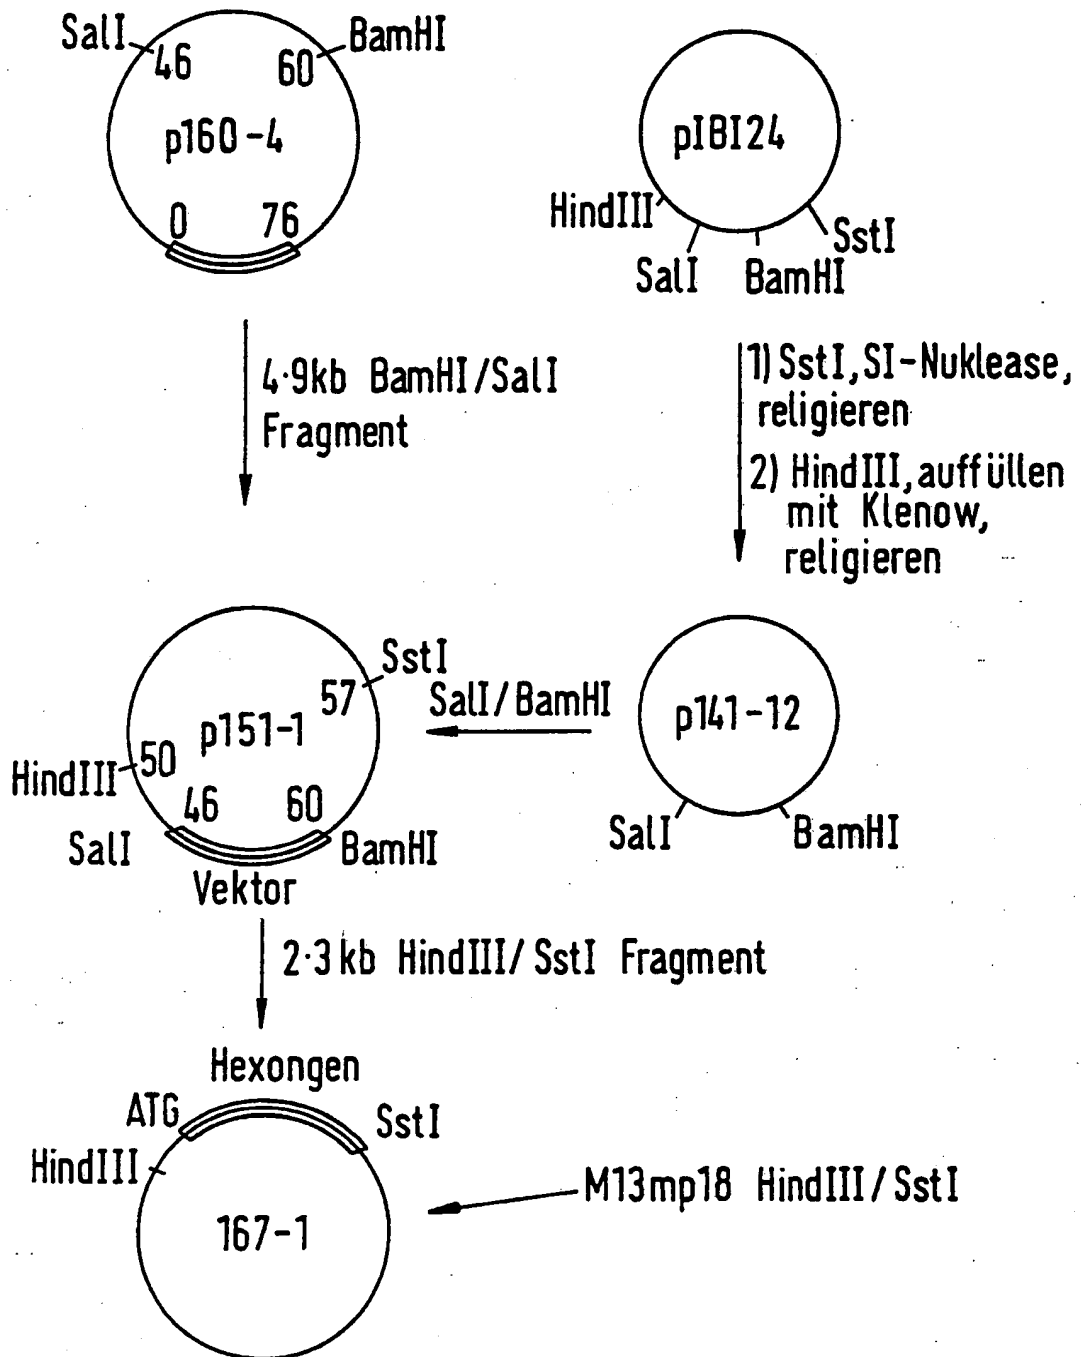 SalI
46
60
BamHI
p160-4
0
76
pIBI24
HindIII
SalI
BamHI
SstI
4·9kb BamHI/SalI
Fragment
1) SstI, SI-Nuklease,
religieren
2) HindIII, auffüllen
mit Klenow,
religieren
SstI
57
p151-1
HindIII
50
46
60
SalI
BamHI
Vektor
SalI/BamHI
p141-12
SalI
BamHI
2·3kb HindIII/SstI Fragment
Hexongen
ATG
SstI
HindIII
167-1
M13mp18 HindIII/SstI